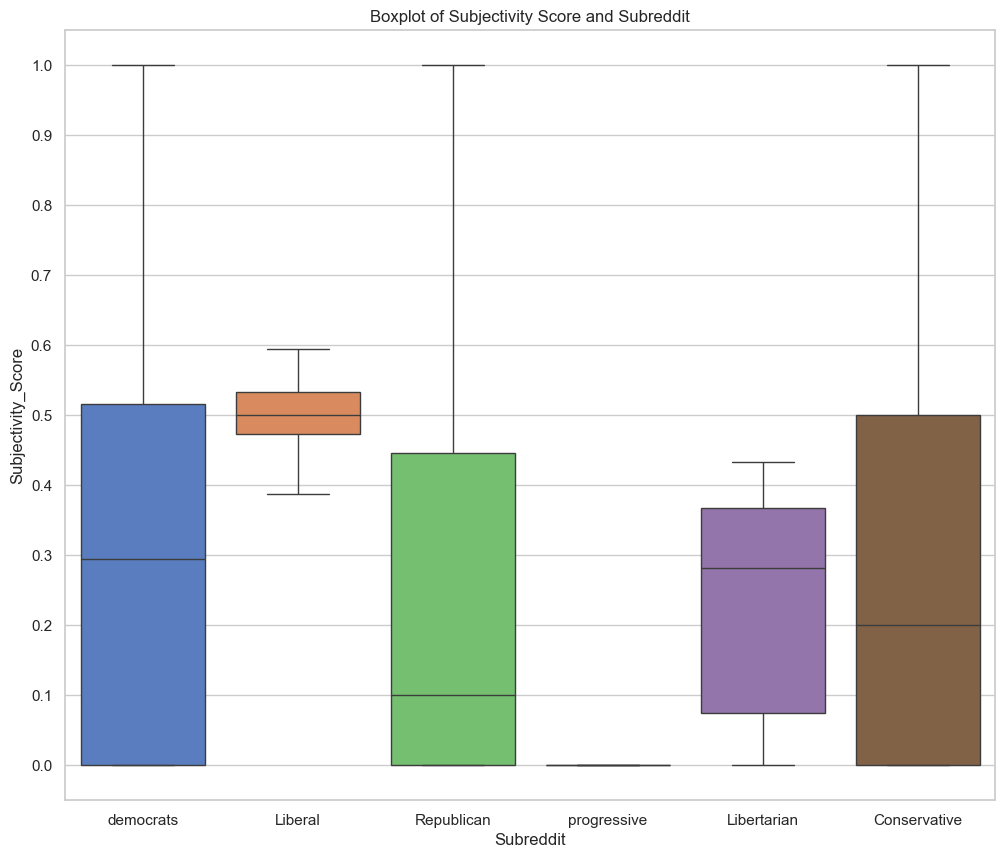 Boxplot of Subjectivity Score and Subreddit
1.0
0.9
0.8
0.7
0.6
0.5
0.4
0.3
0.2
0.1
0.0
Subjectivity_Score
democrats
Liberal
Republican
progressive
Libertarian
Conservative
Subreddit